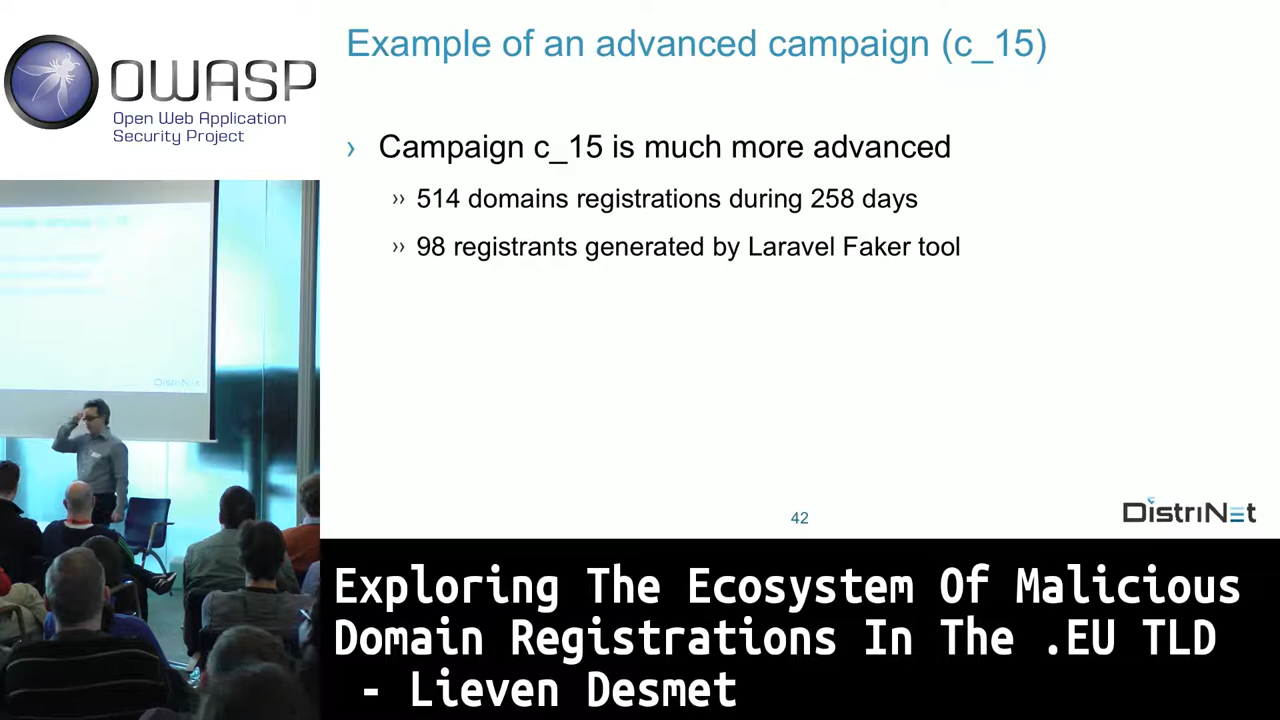 OWASP
Open Web Application
Security Project
Example of an advanced campaign (c_15)
› Campaign c_15 is much more advanced
›› 514 domains registrations during 258 days
›› 98 registrants generated by Laravel Faker tool
DistriNet
42
DistriNet
Exploring The Ecosystem Of Malicious
Domain Registrations In The .EU TLD
- Lieven Desmet